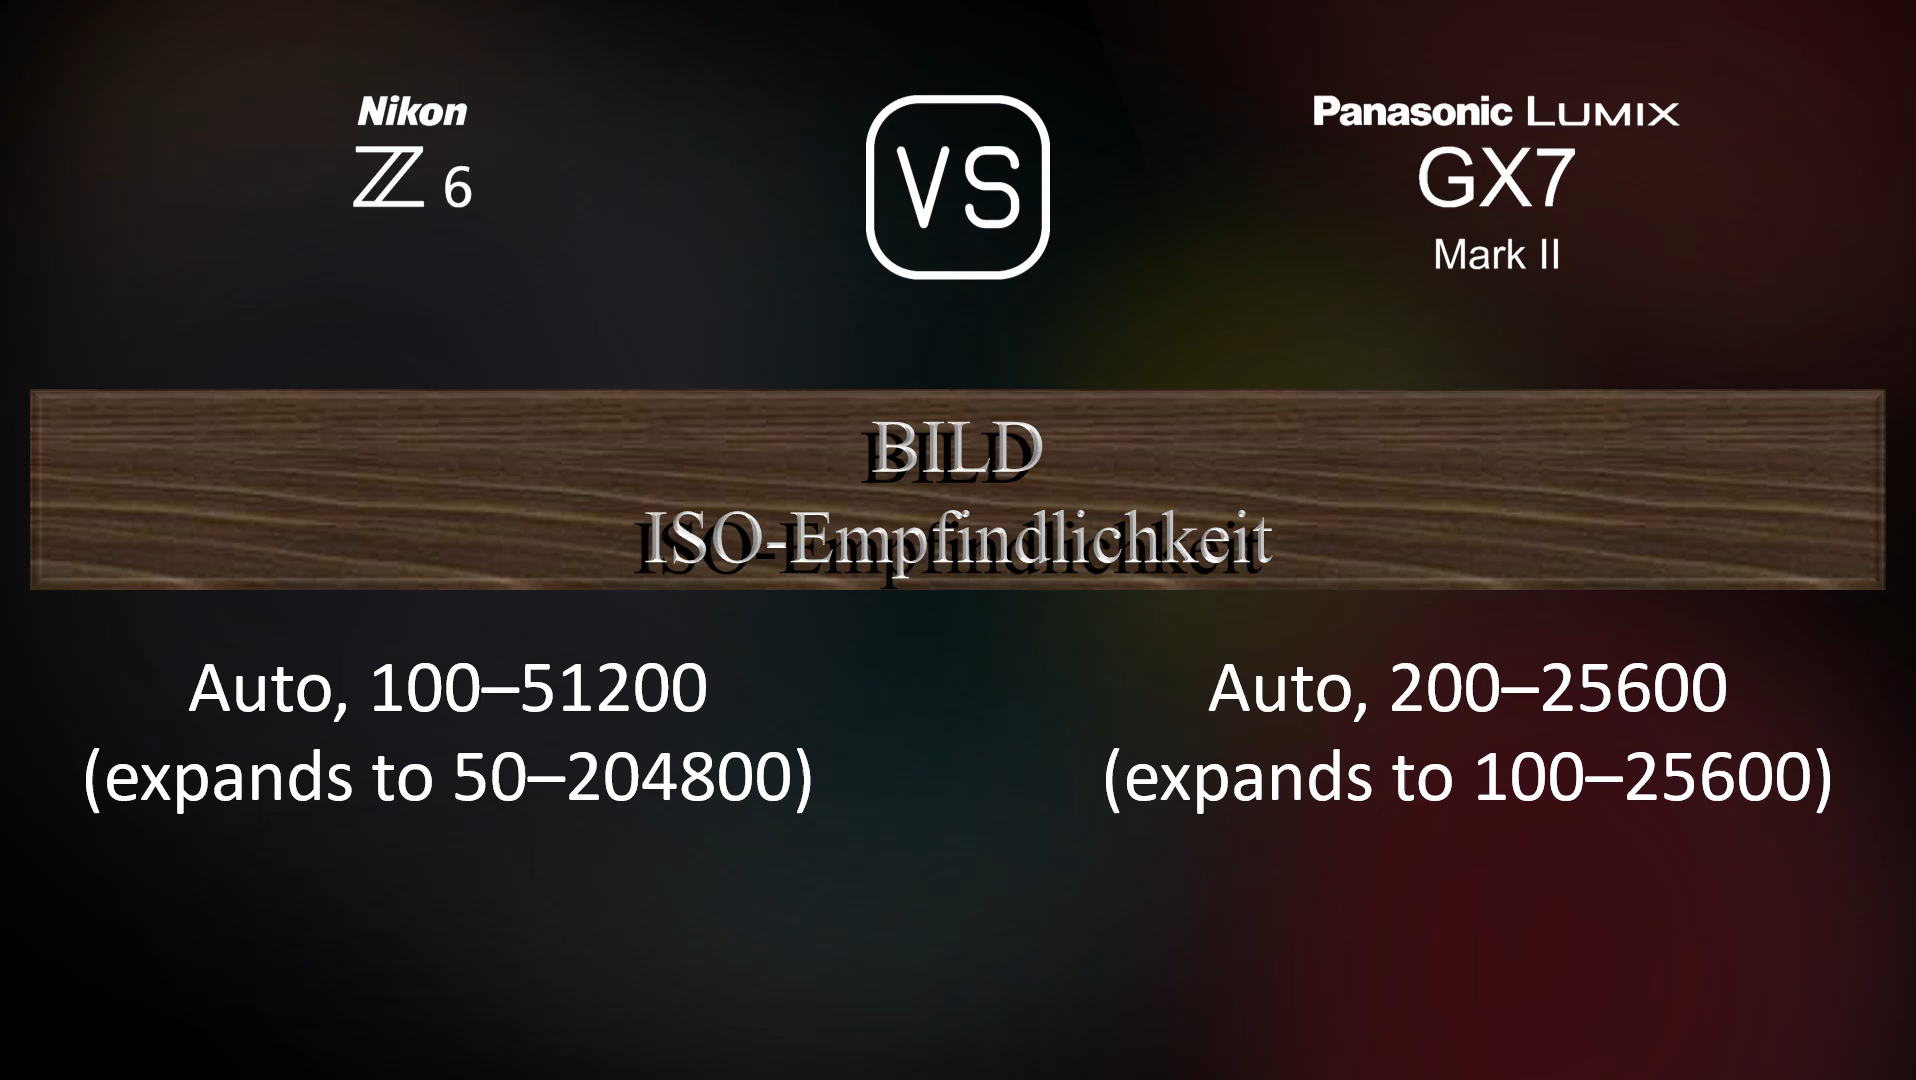 Nikon
Z 6
VS
Panasonic LUMIX
GX7
Mark II
BILD
ISO-Empfindlichkeit
Auto, 100–51200
(expands to 50–204800)
Auto, 200–25600
(expands to 100–25600)